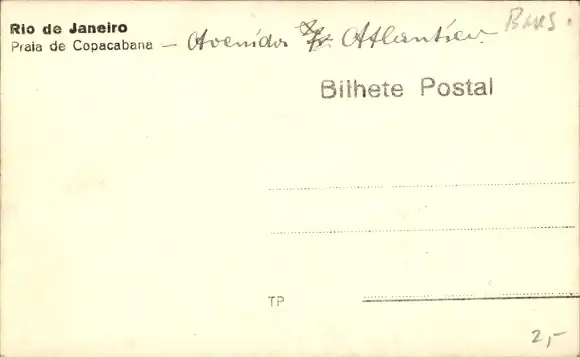 Rio de Janeiro
Praia de Copacabana — Avenida Atlantica.
Bilhete Postal
TP
2,-